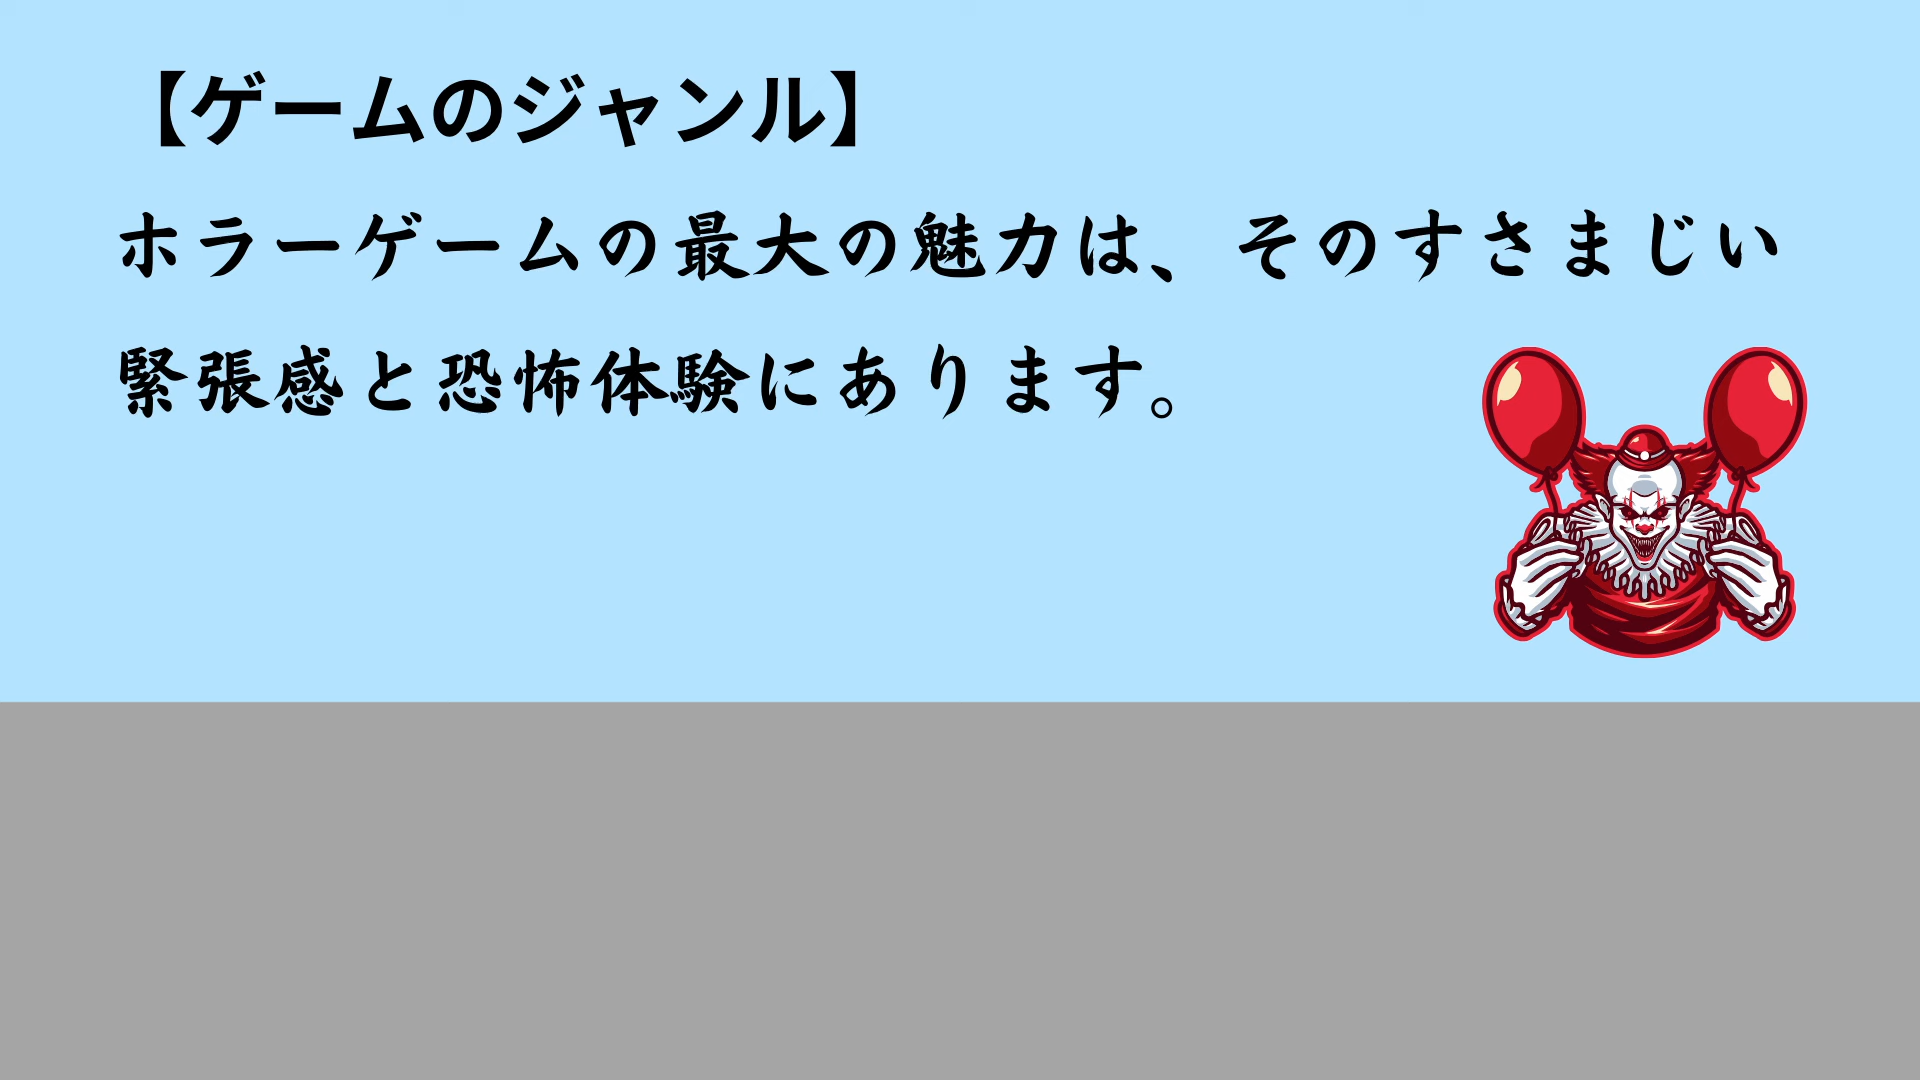 【ゲームのジャンル】
ホラーゲームの最大の魅力は、そのすさまじい
緊張感と恐怖体験にあります。